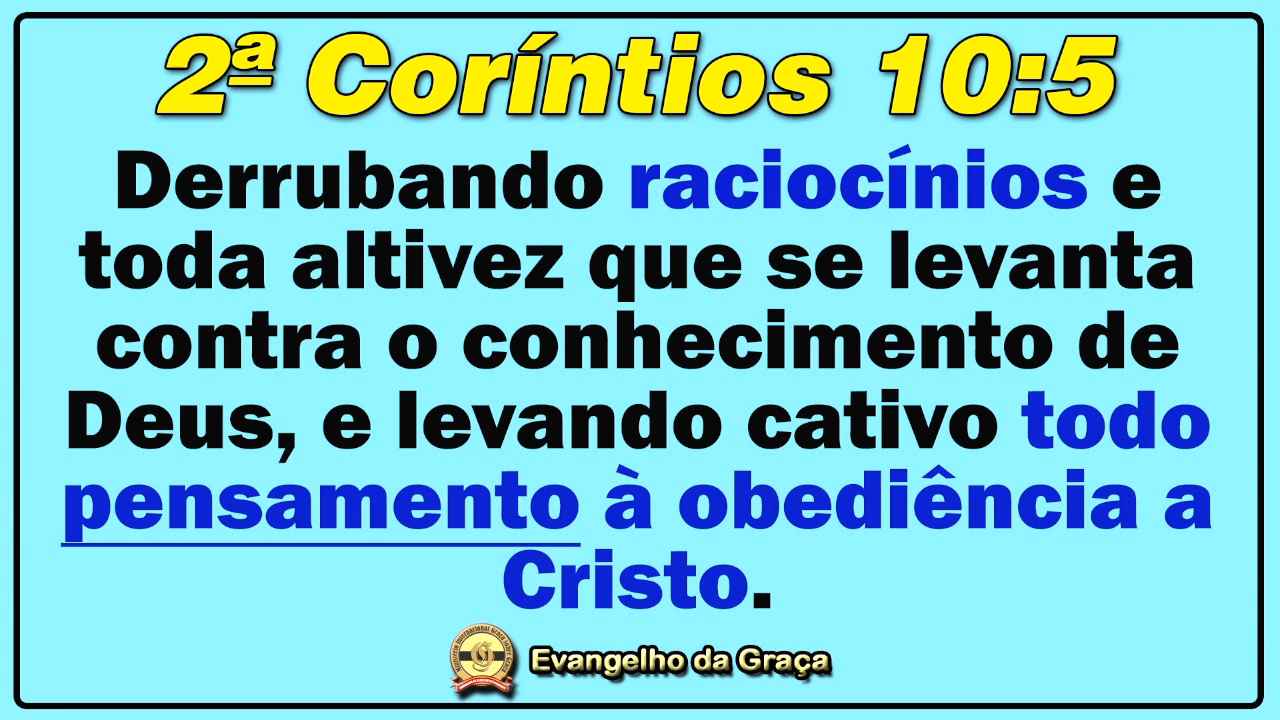 2ª Coríntios 10:5
Derrubando raciocínios e
toda altivez que se levanta
contra o conhecimento de
Deus, e levando cativo todo
pensamento à obediência a
Cristo.
Evangelho da Graça